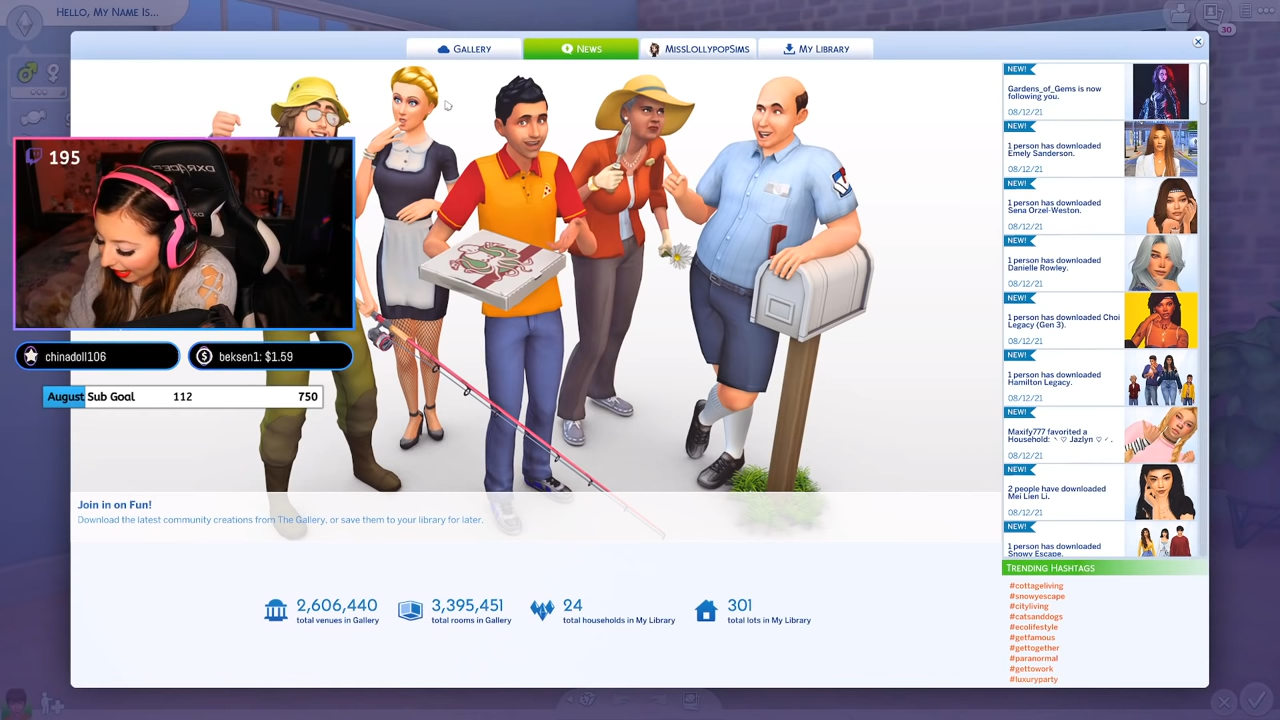 Hello, My Name Is...
30
Gallery
News
MissLollypopSims
My Library
195
chinadoll106
beksen1: $1.59
August Sub Goal 112 750
Join in on Fun!
Download the latest community creations from The Gallery, or save them to your library for later.
2,606,440
total venues in Gallery
3,395,451
total rooms in Gallery
24
total households in My Library
301
total lots in My Library
NEW!
Gardens_of_Gems is now
following you.
08/12/21
NEW!
1 person has downloaded
Emely Sanderson.
08/12/21
NEW!
1 person has downloaded
Sena Orzel-Weston.
08/12/21
NEW!
1 person has downloaded
Danielle Rowley.
08/12/21
NEW!
1 person has downloaded Choi
Legacy (Gen 3).
08/12/21
NEW!
1 person has downloaded
Hamilton Legacy.
08/12/21
NEW!
Maxify777 favorited a
Household: ヽ ♡ Jazlyn ♡ ⸝ .
08/12/21
NEW!
2 people have downloaded
Mei Lien Li.
08/12/21
NEW!
1 person has downloaded
Snowy Escape.
Trending Hashtags
#cottageliving
#snowyescape
#cityliving
#catsanddogs
#ecolifestyle
#getfamous
#gettogether
#paranormal
#gettowork
#luxuryparty